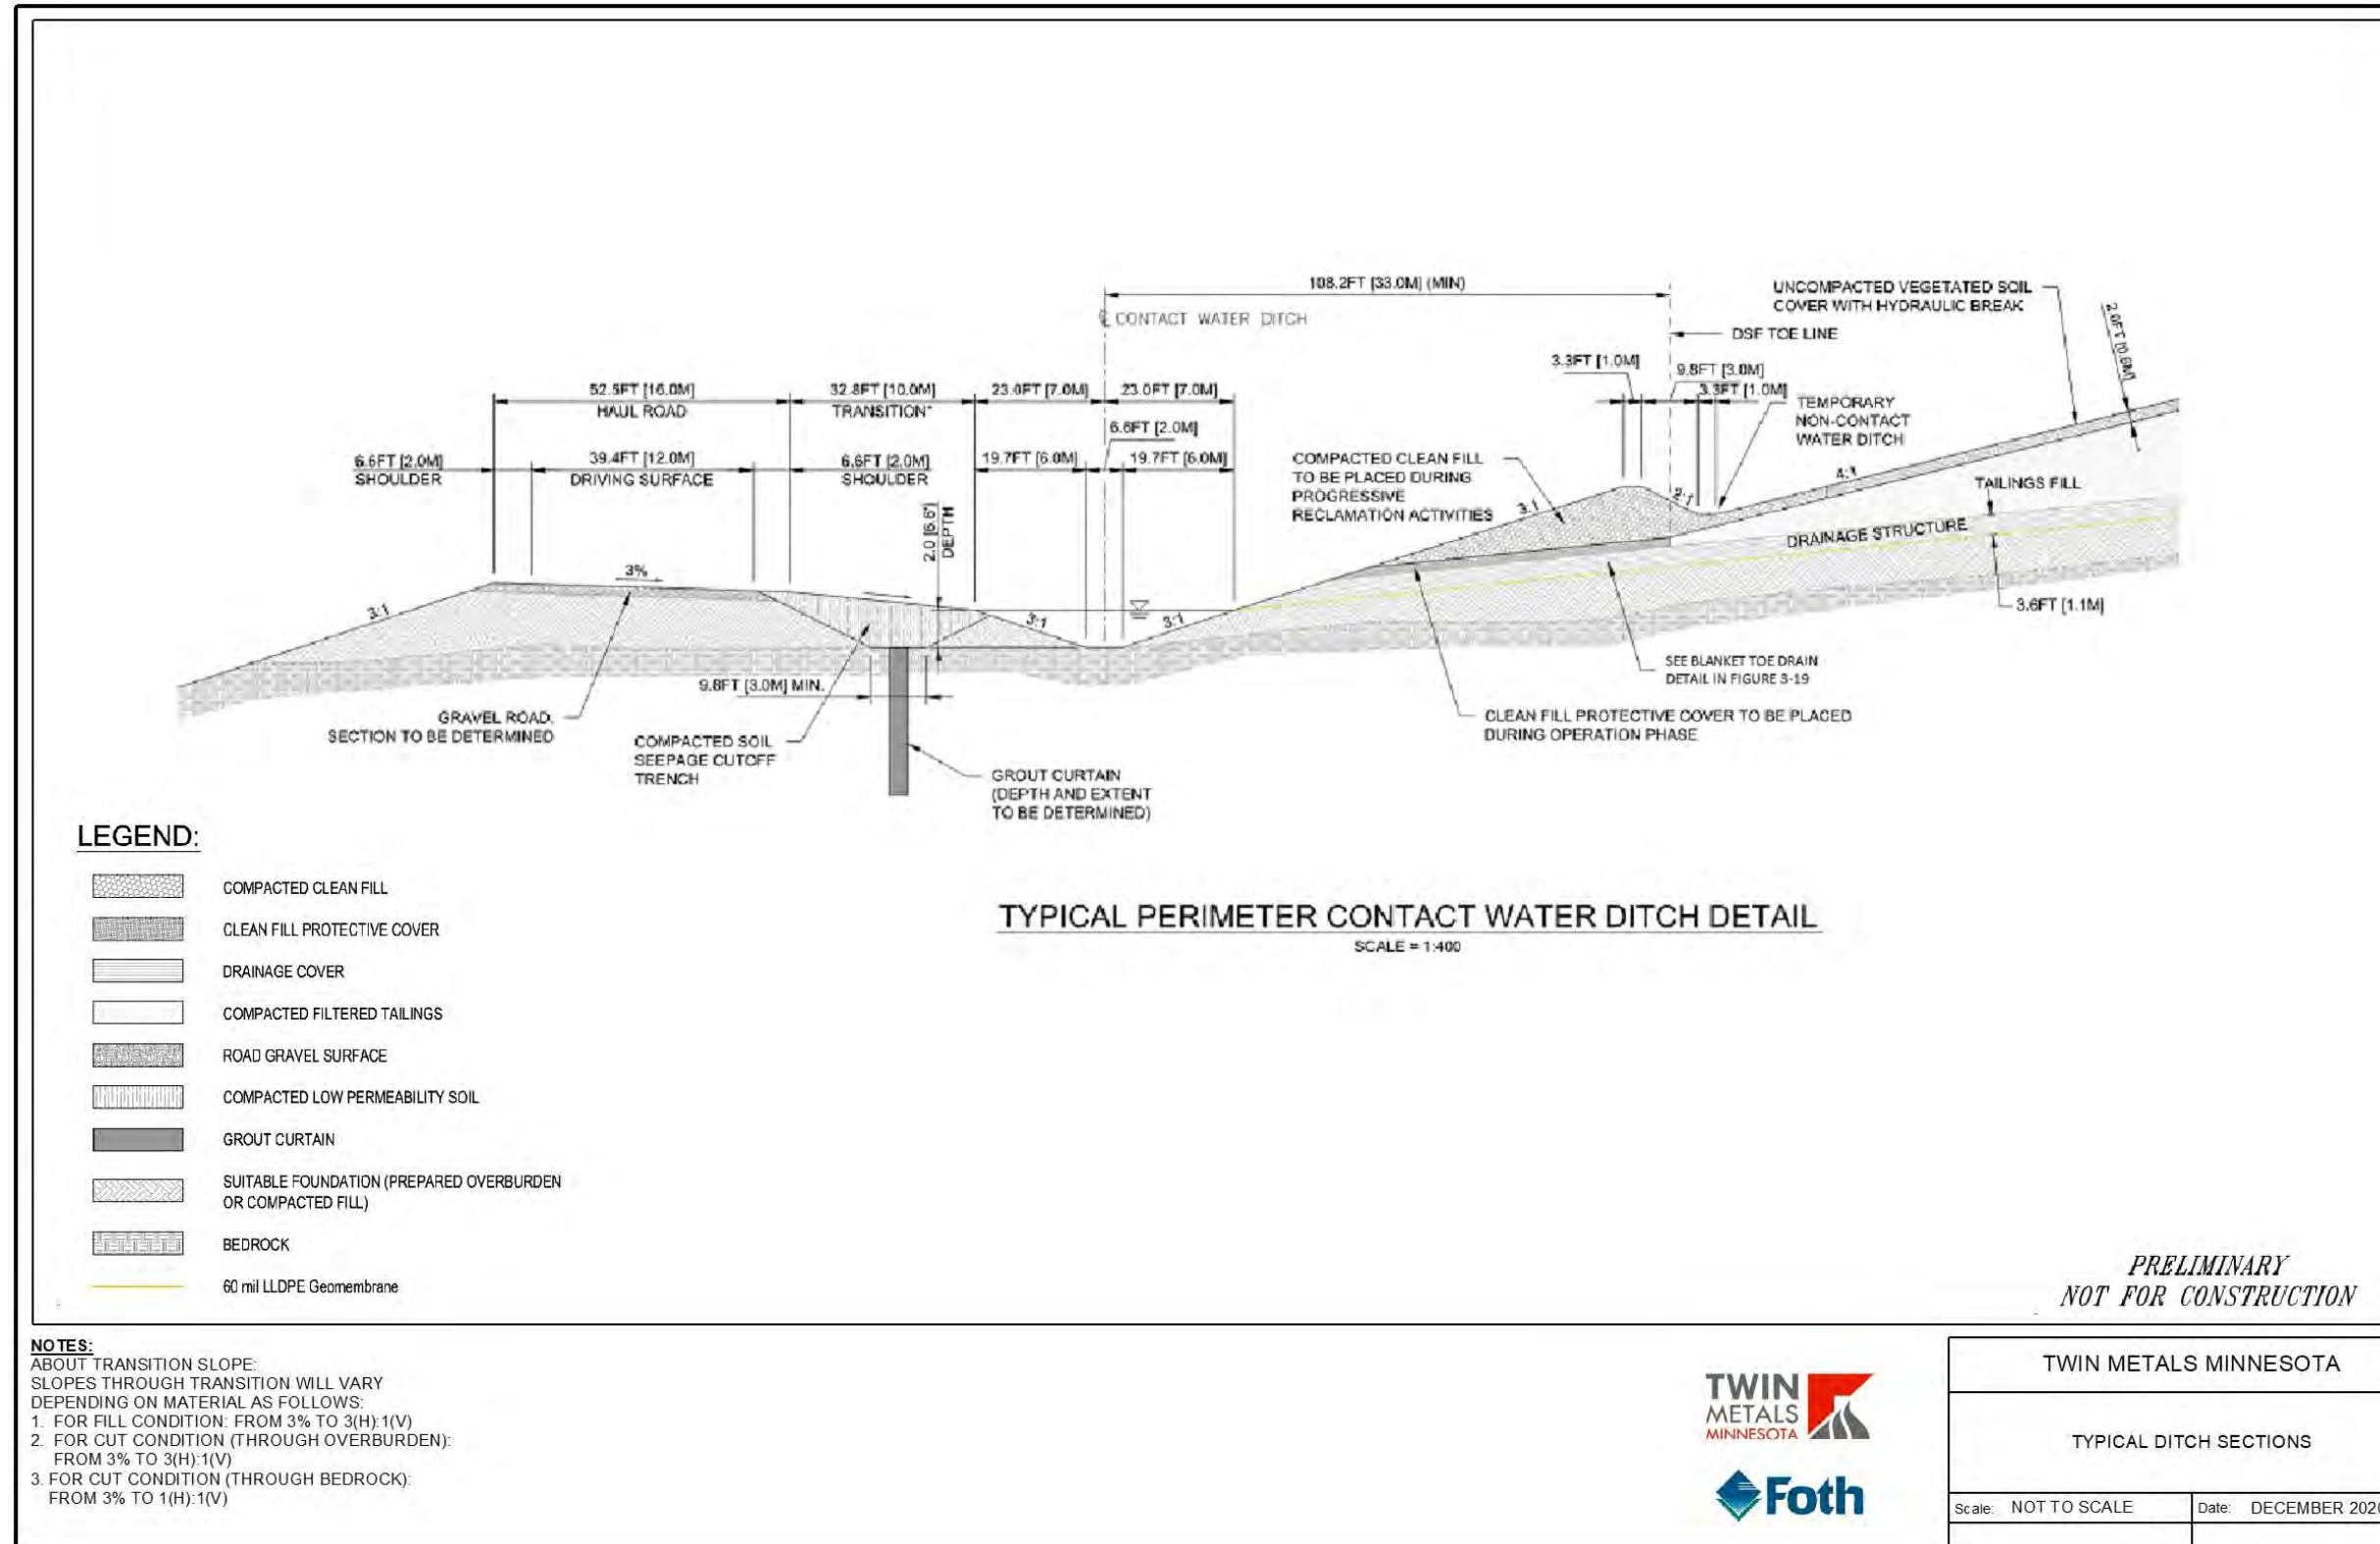 108.2FT [33.0M] (MIN)
℄ CONTACT WATER DITCH
UNCOMPACTED VEGETATED SOIL
COVER WITH HYDRAULIC BREAK
DSF TOE LINE
2.0FT [0.6M]
3.3FT [1.0M]
9.8FT [3.0M]
3.3FT [1.0M]
TEMPORARY
NON-CONTACT
WATER DITCH
52.5FT [16.0M]
HAUL ROAD
32.8FT [10.0M]
TRANSITION*
23.0FT [7.0M]
23.0FT [7.0M]
6.6FT [2.0M]
6.6FT [2.0M]
SHOULDER
39.4FT [12.0M]
DRIVING SURFACE
6.6FT [2.0M]
SHOULDER
19.7FT [6.0M]
19.7FT [6.0M]
COMPACTED CLEAN FILL
TO BE PLACED DURING
PROGRESSIVE
RECLAMATION ACTIVITIES
2.0 [6.6']
DEPTH
3:1
2:1
4:1
TAILINGS FILL
DRAINAGE STRUCTURE
3%
3:1
3:1
3:1
3.6FT [1.1M]
9.8FT [3.0M] MIN.
SEE BLANKET TOE DRAIN
DETAIL IN FIGURE 3-19
GRAVEL ROAD,
SECTION TO BE DETERMINED
COMPACTED SOIL
SEEPAGE CUTOFF
TRENCH
CLEAN FILL PROTECTIVE COVER TO BE PLACED
DURING OPERATION PHASE
GROUT CURTAIN
(DEPTH AND EXTENT
TO BE DETERMINED)
LEGEND:
COMPACTED CLEAN FILL
CLEAN FILL PROTECTIVE COVER
DRAINAGE COVER
COMPACTED FILTERED TAILINGS
ROAD GRAVEL SURFACE
COMPACTED LOW PERMEABILITY SOIL
GROUT CURTAIN
SUITABLE FOUNDATION (PREPARED OVERBURDEN
OR COMPACTED FILL)
BEDROCK
60 mil LLDPE Geomembrane
TYPICAL PERIMETER CONTACT WATER DITCH DETAIL
SCALE = 1:400
PRELIMINARY
NOT FOR CONSTRUCTION
NOTES:
ABOUT TRANSITION SLOPE:
SLOPES THROUGH TRANSITION WILL VARY
DEPENDING ON MATERIAL AS FOLLOWS:
1. FOR FILL CONDITION: FROM 3% TO 3(H):1(V)
2. FOR CUT CONDITION (THROUGH OVERBURDEN):
FROM 3% TO 3(H):1(V)
3. FOR CUT CONDITION (THROUGH BEDROCK):
FROM 3% TO 1(H):1(V)
TWIN
METALS
MINNESOTA
Foth
TWIN METALS MINNESOTA
TYPICAL DITCH SECTIONS
Scale: NOT TO SCALE
Date: DECEMBER